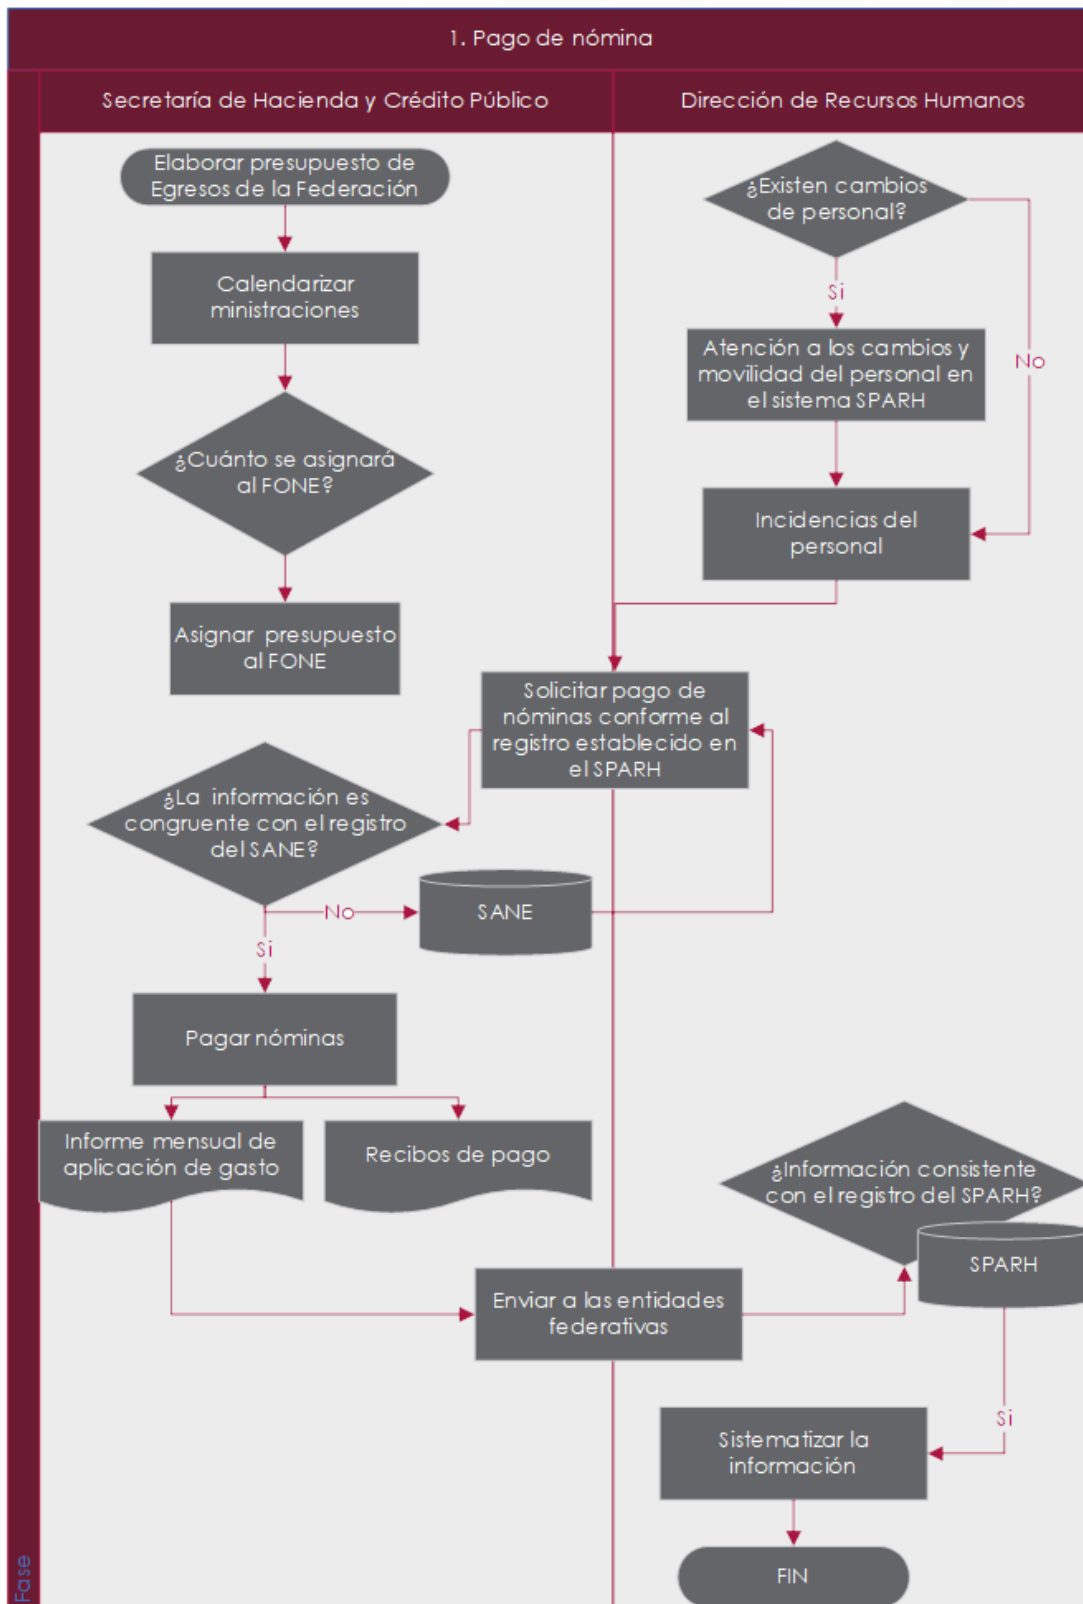 1. Pago de nómina
Secretaría de Hacienda y Crédito Público
Dirección de Recursos Humanos
Elaborar presupuesto de
Egresos de la Federación
Calendarizar
ministraciones
¿Cuánto se asignará
al FONE?
Asignar presupuesto
al FONE
¿Existen cambios
de personal?
Si
No
Atención a los cambios y
movilidad del personal en
el sistema SPARH
Incidencias del
personal
Solicitar pago de
nóminas conforme al
registro establecido en
el SPARH
¿La información es
congruente con el registro
del SANE?
No
SANE
Si
Pagar nóminas
Informe mensual de
aplicación de gasto
Recibos de pago
Enviar a las entidades
federativas
¿Información consistente
con el registro del SPARH?
SPARH
Si
Sistematizar la
información
FIN
Fase